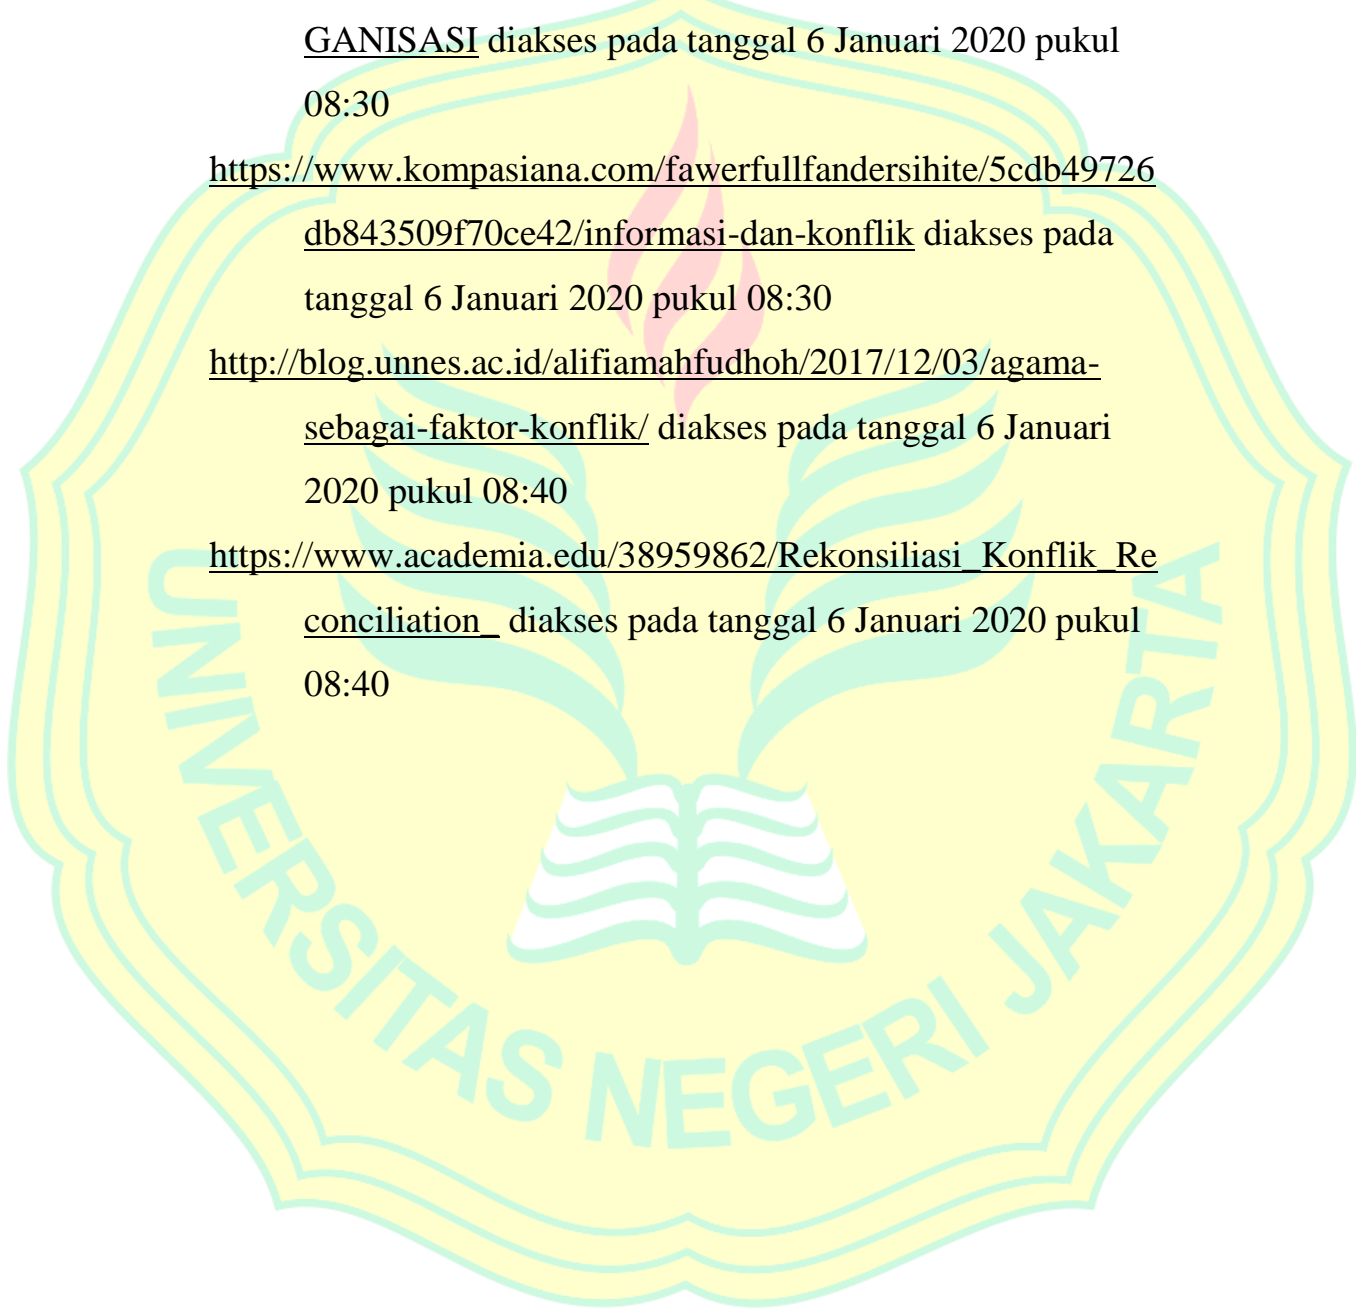 GANISASI diakses pada tanggal 6 Januari 2020 pukul
08:30
https://www.kompasiana.com/fawerfullfandersihite/5cdb49726
db843509f70ce42/informasi-dan-konflik diakses pada
tanggal 6 Januari 2020 pukul 08:30
http://blog.unnes.ac.id/alifiamahfudhoh/2017/12/03/agama-
sebagai-faktor-konflik/ diakses pada tanggal 6 Januari
2020 pukul 08:40
https://www.academia.edu/38959862/Rekonsiliasi_Konflik_Re
conciliation_ diakses pada tanggal 6 Januari 2020 pukul
08:40
UNIVERSITAS NEGERI JAKARTA